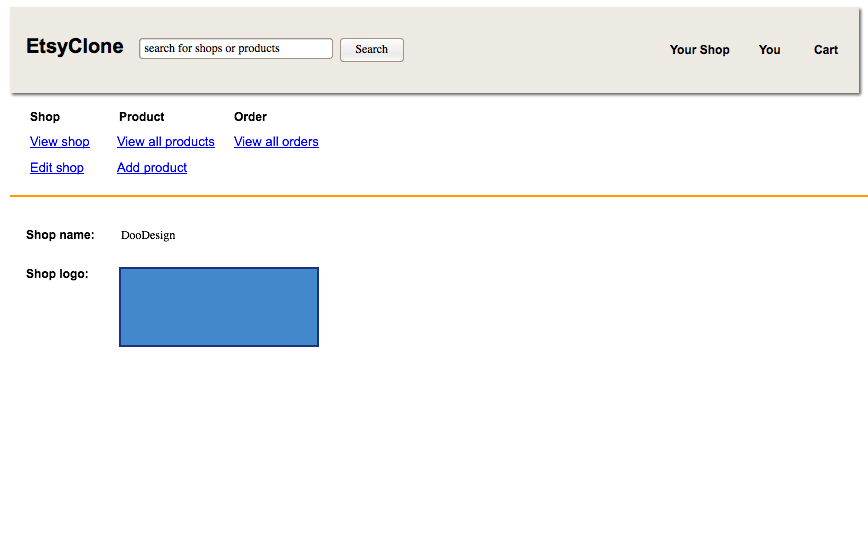 EtsyClone search for shops or products Search Your Shop You Cart
Shop Product Order
View shop View all products View all orders
Edit shop Add product
Shop name: DooDesign
Shop logo: